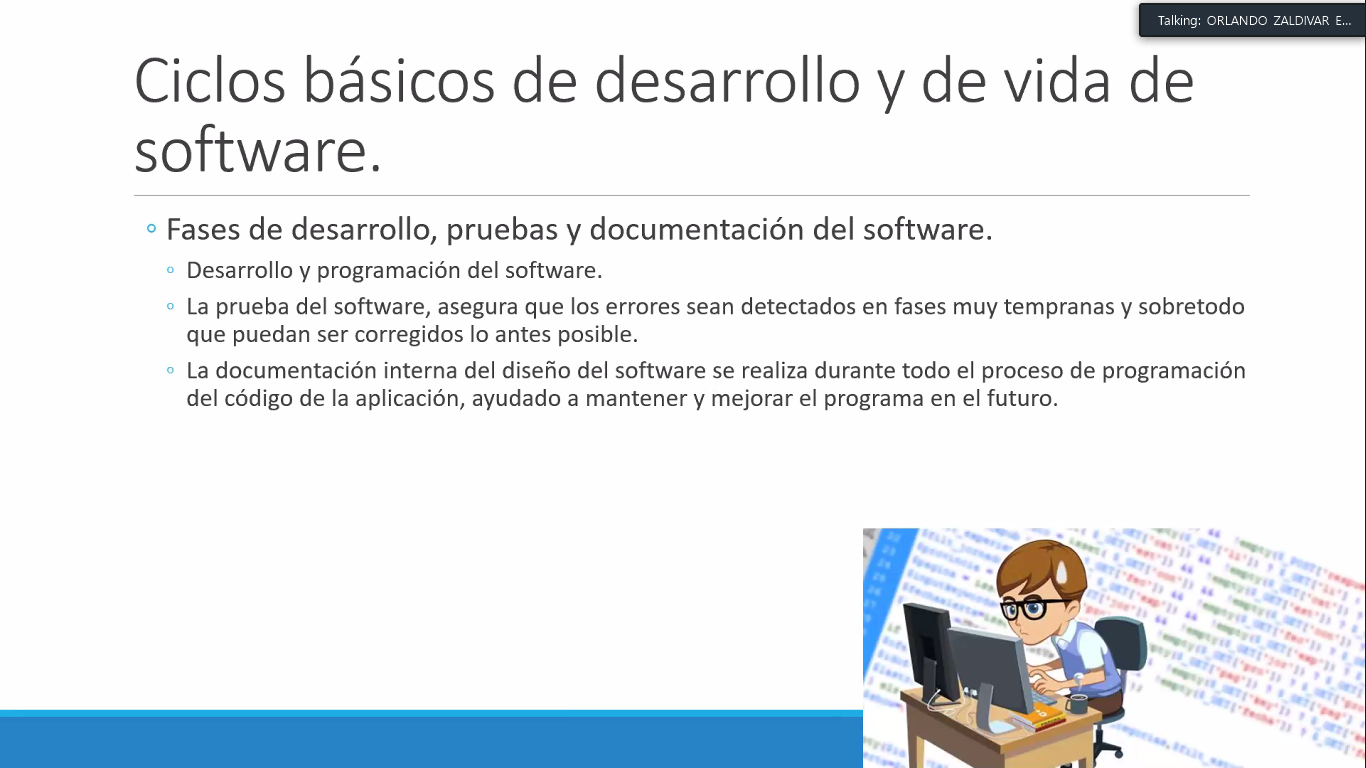 Talking: ORLANDO ZALDIVAR E...
Ciclos básicos de desarrollo y de vida de
software.
Fases de desarrollo, pruebas y documentación del software.
Desarrollo y programación del software.
La prueba del software, asegura que los errores sean detectados en fases muy tempranas y sobretodo
que puedan ser corregidos lo antes posible.
La documentación interna del diseño del software se realiza durante todo el proceso de programación
del código de la aplicación, ayudado a mantener y mejorar el programa en el futuro.